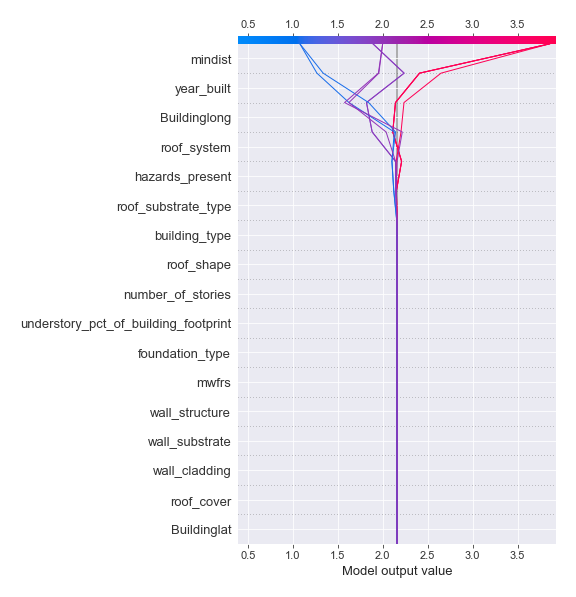 0.5 1.0 1.5 2.0 2.5 3.0 3.5
mindist
year_built
Buildinglong
roof_system
hazards_present
roof_substrate_type
building_type
roof_shape
number_of_stories
understory_pct_of_building_footprint
foundation_type
mwfrs
wall_structure
wall_substrate
wall_cladding
roof_cover
Buildinglat
0.5 1.0 1.5 2.0 2.5 3.0 3.5
Model output value